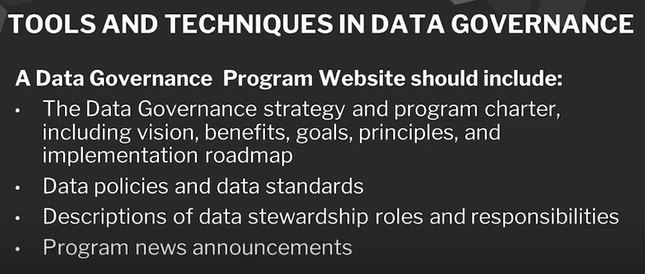 TOOLS AND TECHNIQUES IN DATA GOVERNANCE
A Data Governance Program Website should include:
• The Data Governance strategy and program charter,
including vision, benefits, goals, principles, and
implementation roadmap
• Data policies and data standards
• Descriptions of data stewardship roles and responsibilities
• Program news announcements